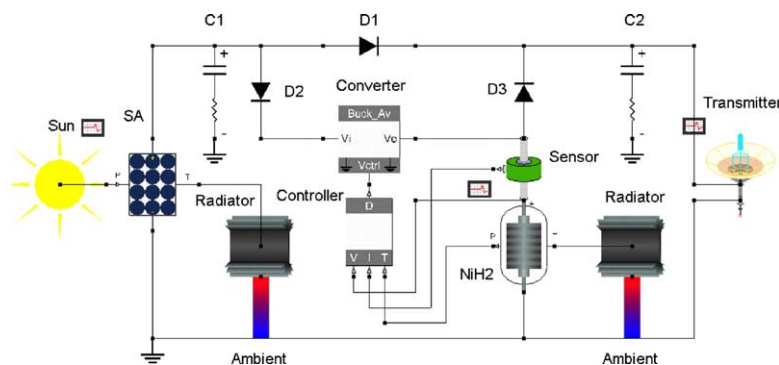 C1
D1
C2
+
+
Converter
D2
D3
SA
Buck_Av
Transmitter
Sun
-
Vi Vo
-
Vctrl
Sensor
P T
Controller
Radiator
D
Radiator
+
P -
V I T
NiH2
Ambient
Ambient